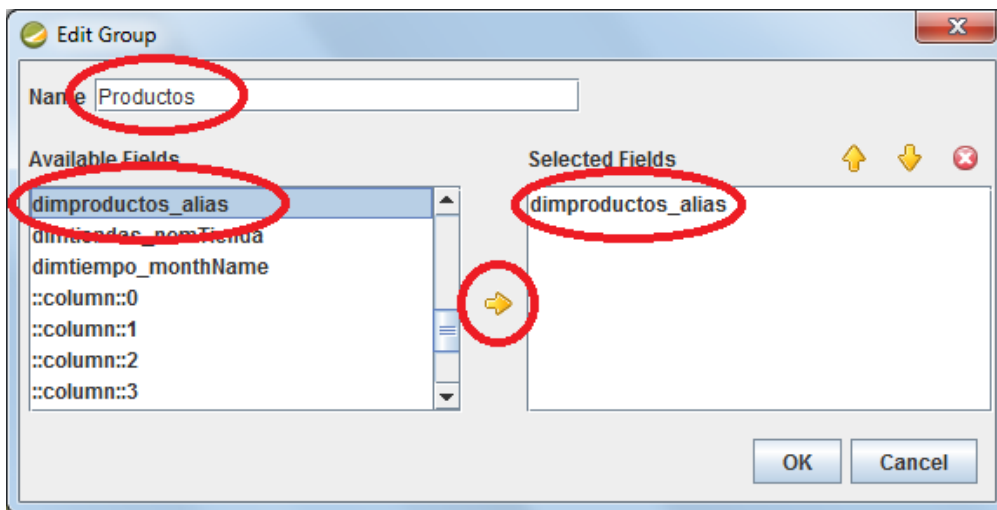 Edit Group
Name Productos
Available Fields
Selected Fields
dimproductos_alias
dimtiendas_nomTienda
dimtiempo_monthName
::column::0
::column::1
::column::2
::column::3
dimproductos_alias
OK
Cancel